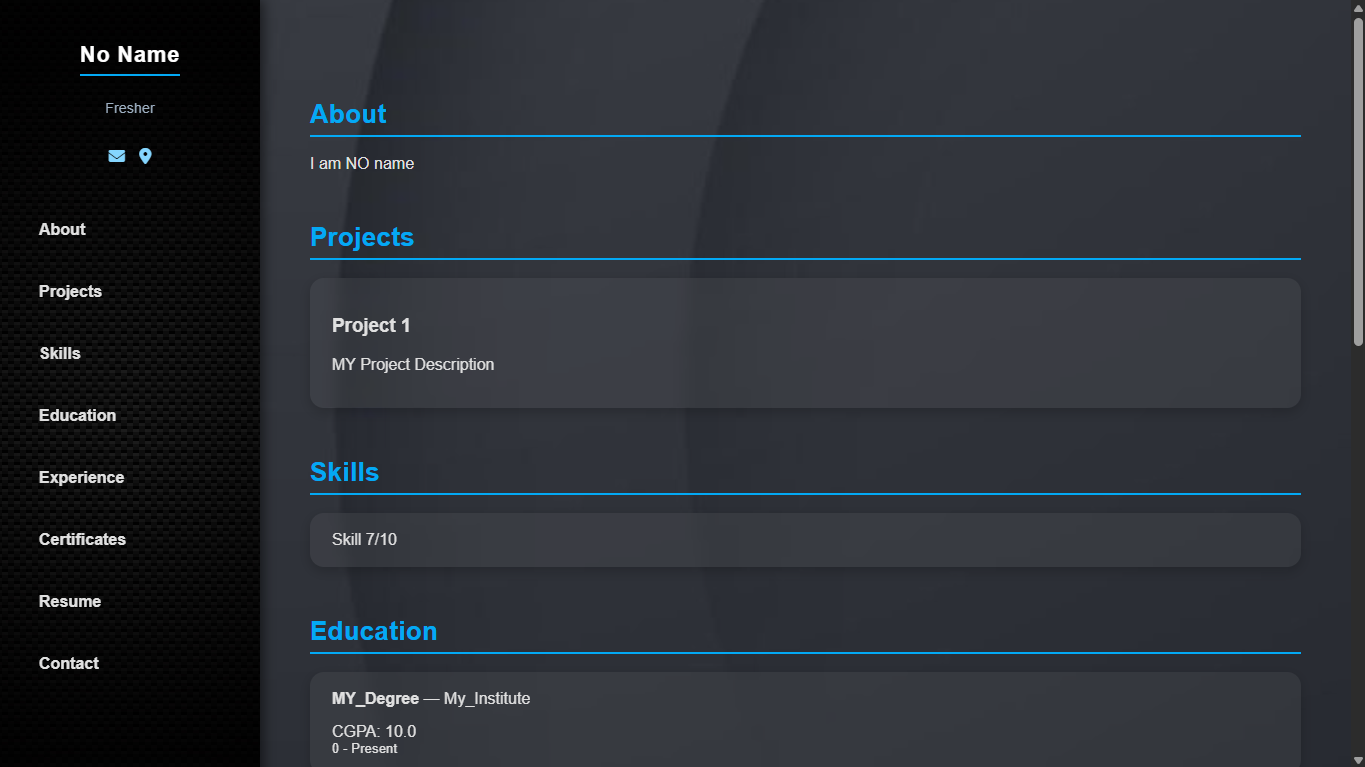 No Name
Fresher
About
Projects
Skills
Education
Experience
Certificates
Resume
Contact
About
I am NO name
Projects
Project 1
MY Project Description
Skills
Skill 7/10
Education
MY_Degree — My_Institute
CGPA: 10.0
0 - Present